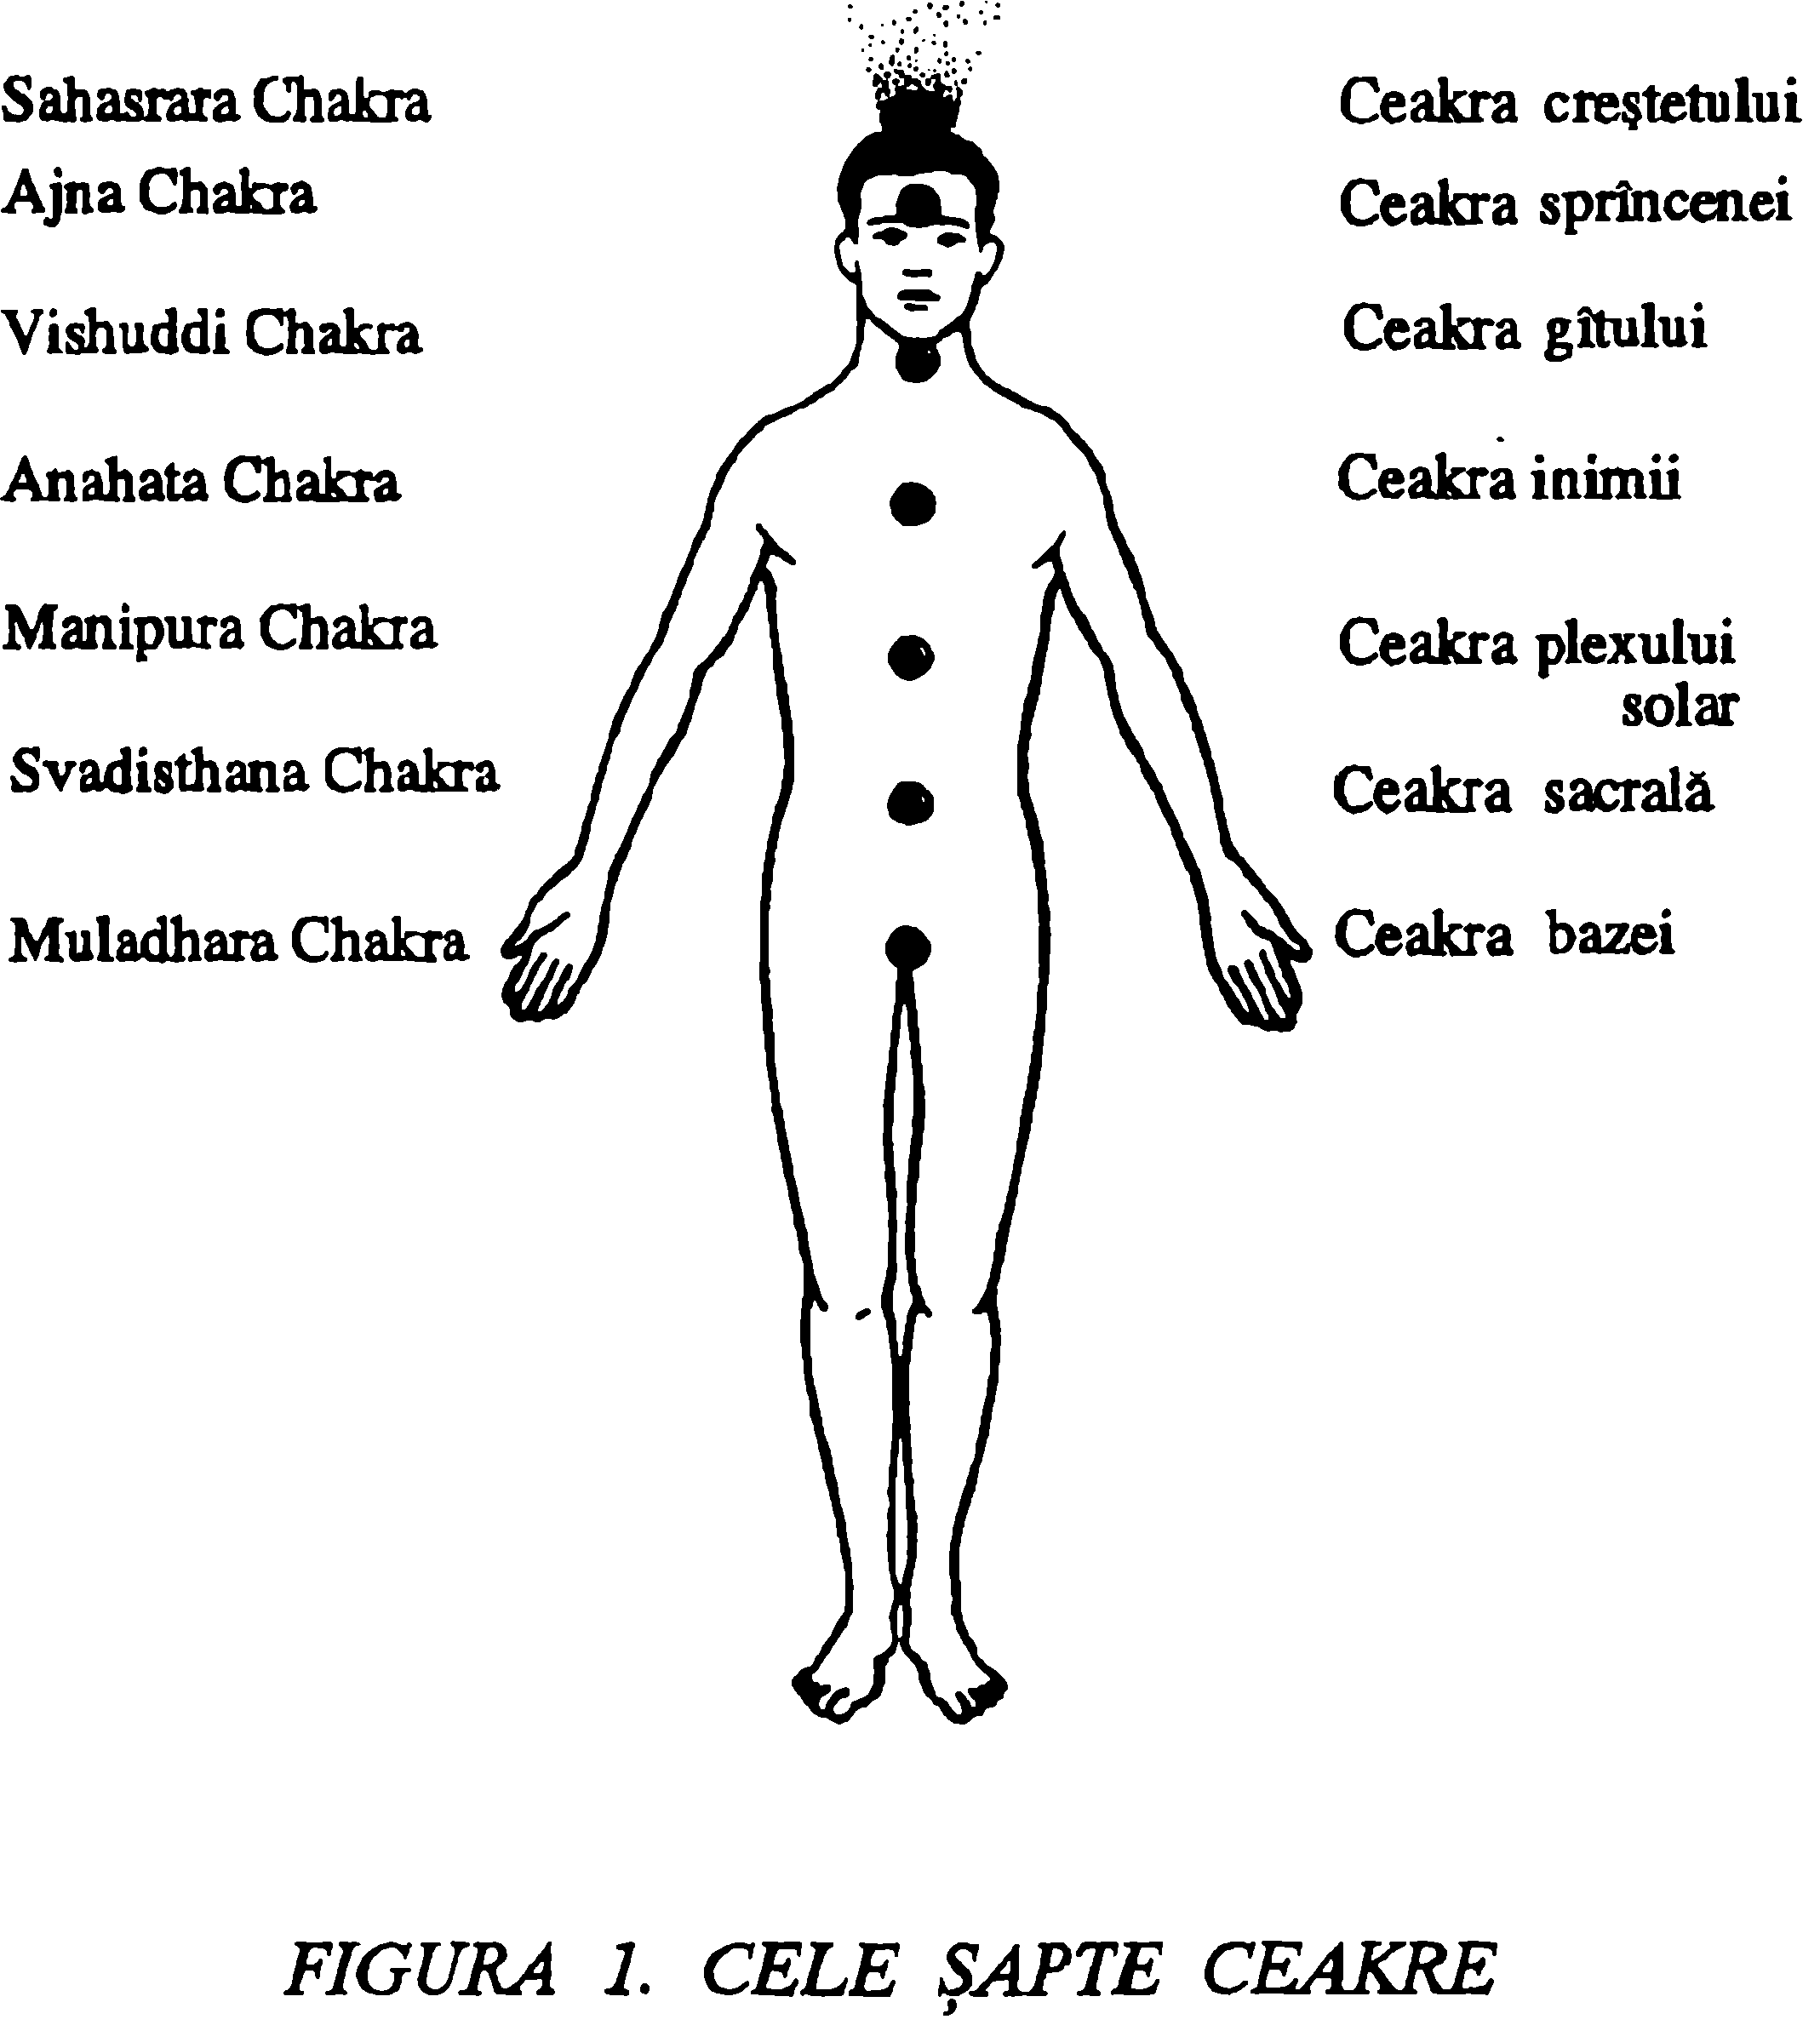 Sahasrara Chakra
Ceakra creştetului
Ajna Chakra
Ceakra sprîncenei
Vishuddi Chakra
Ceakra gîtului
Anahata Chakra
Ceakra inimii
Manipura Chakra
Ceakra plexului
solar
Svadisthana Chakra
Ceakra sacrală
Muladhara Chakra
Ceakra bazei
FIGURA 1. CELE ȘAPTE CEAKRE